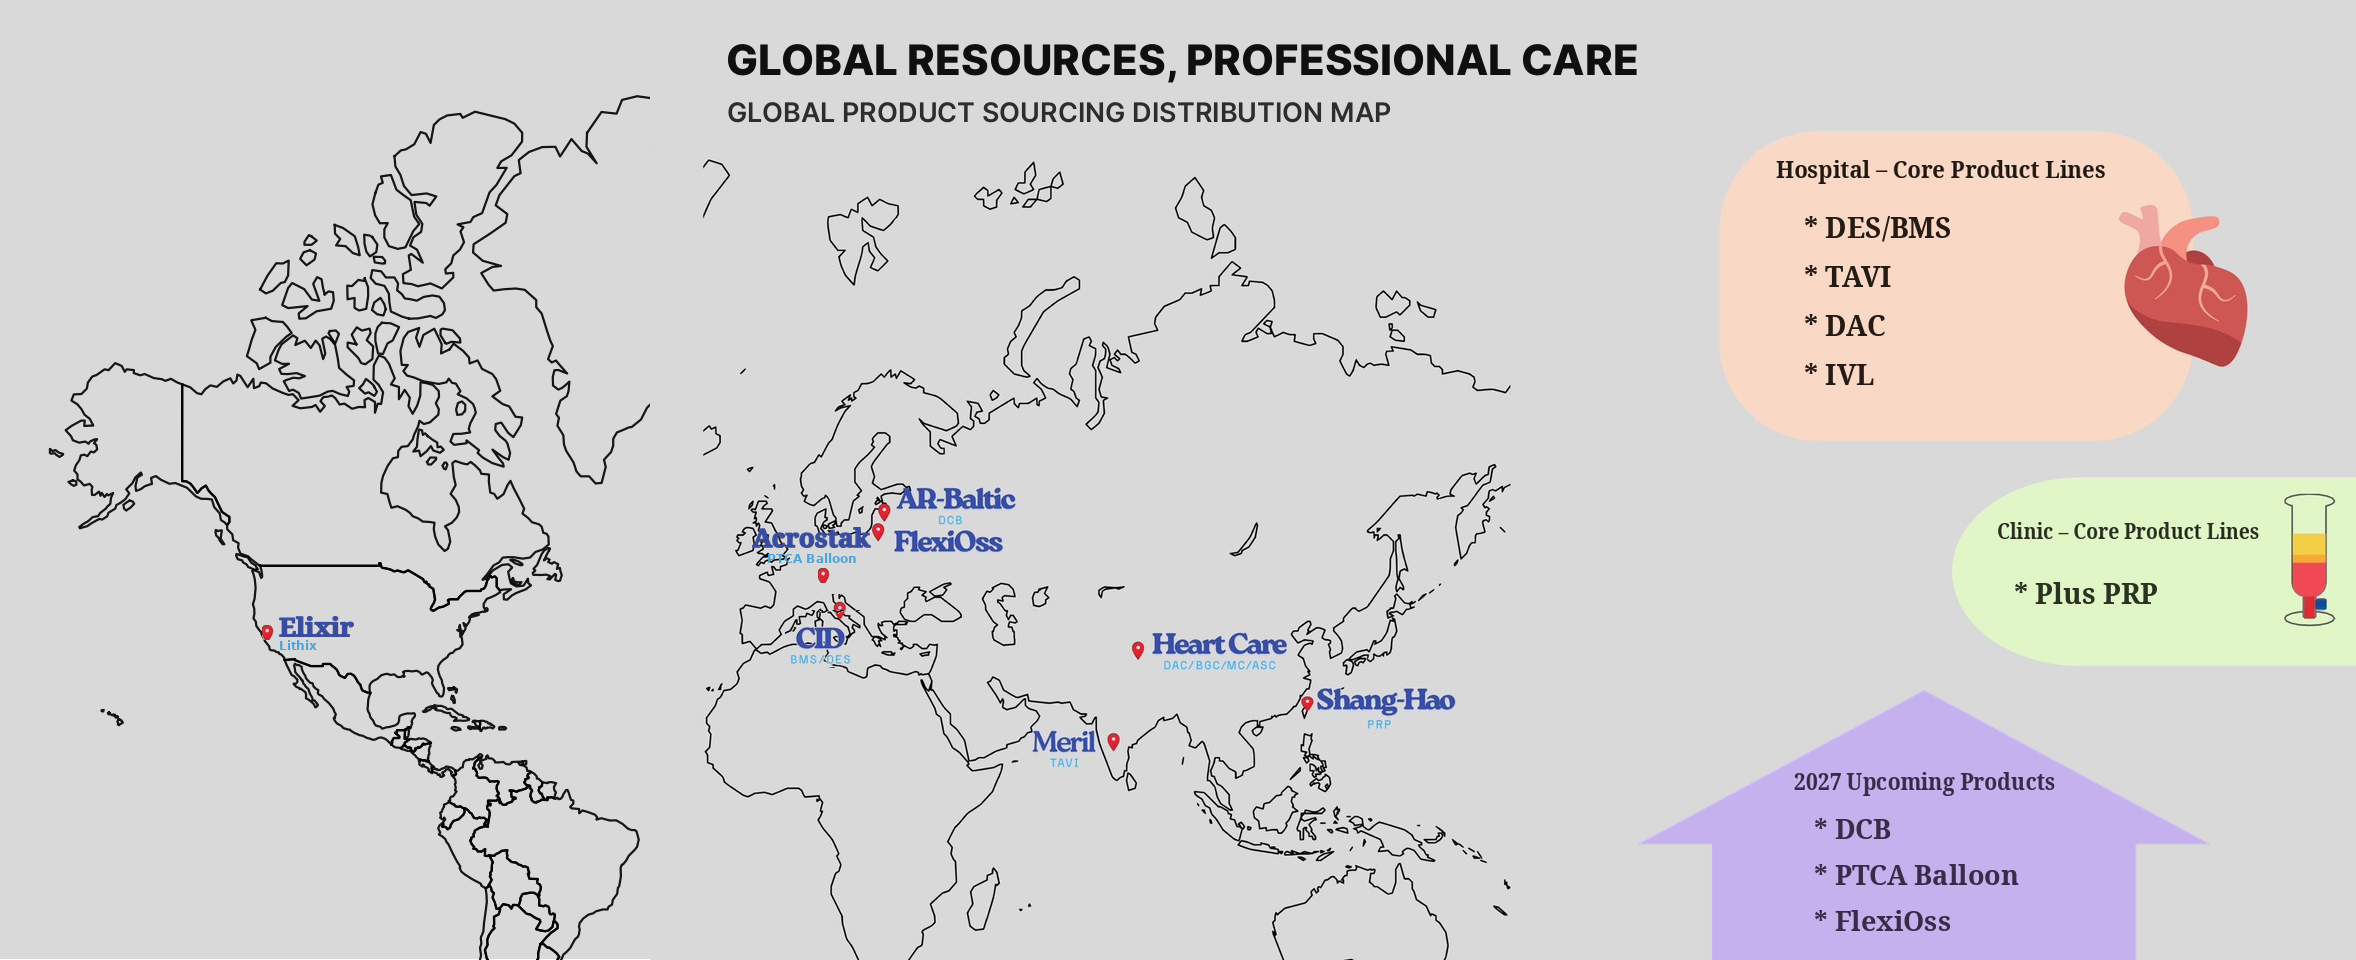 GLOBAL RESOURCES, PROFESSIONAL CARE
GLOBAL PRODUCT SOURCING DISTRIBUTION MAP
Hospital – Core Product Lines
* DES/BMS
* TAVI
* DAC
* IVL
Clinic – Core Product Lines
* Plus PRP
2027 Upcoming Products
* DCB
* PTCA Balloon
* FlexiOss
AR-Baltic
DCB
Acrostak
PTCA Balloon
FlexiOss
Elixir
Lithix
CID
BMS/DES
Heart Care
DAC/BGC/MC/ASC
Shang-Hao
PRP
Meril
TAVI